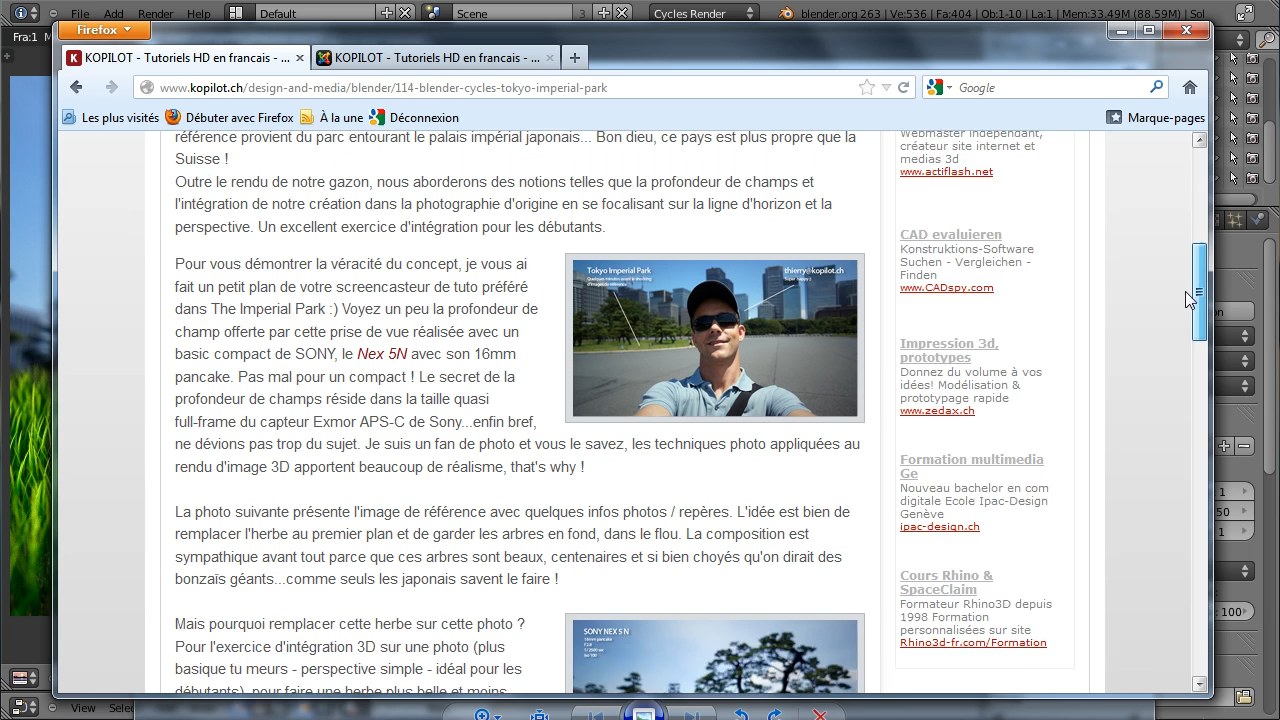 File Add Render Help
Default
Scene
3
Cycles Render
blender.org 263 | Ve:536 | Fa:404 | Ob:1-10 | La:1 | Mem:33.49M (88.59M) | Sol
Fra:1 M
Firefox
KOPILOT - Tutoriels HD en francais - ...
KOPILOT - Tutoriels HD en francais - ...
www.kopilot.ch/design-and-media/blender/114-blender-cycles-tokyo-imperial-park
Google
Les plus visités
Débuter avec Firefox
À la une
Déconnexion
Marque-pages
référence provient du parc entourant le palais impérial japonais... Bon dieu, ce pays est plus propre que la
Suisse !
Outre le rendu de notre gazon, nous aborderons des notions telles que la profondeur de champs et
l'intégration de notre création dans la photographie d'origine en se focalisant sur la ligne d'horizon et la
perspective. Un excellent exercice d'intégration pour les débutants.
Pour vous démontrer la véracité du concept, je vous ai
fait un petit plan de votre screencasteur de tuto préféré
dans The Imperial Park :) Voyez un peu la profondeur de
champ offerte par cette prise de vue réalisée avec un
basic compact de SONY, le Nex 5N avec son 16mm
pancake. Pas mal pour un compact ! Le secret de la
profondeur de champs réside dans la taille quasi
full-frame du capteur Exmor APS-C de Sony...enfin bref,
ne dévions pas trop du sujet. Je suis un fan de photo et vous le savez, les techniques photo appliquées au
rendu d'image 3D apportent beaucoup de réalisme, that's why !
Tokyo Imperial Park
thierry@kopilot.ch
La photo suivante présente l'image de référence avec quelques infos photos / repères. L'idée est bien de
remplacer l'herbe au premier plan et de garder les arbres en fond, dans le flou. La composition est
sympathique avant tout parce que ces arbres sont beaux, centenaires et si bien choyés qu'on dirait des
bonzaïs géants...comme seuls les japonais savent le faire !
Mais pourquoi remplacer cette herbe sur cette photo ?
Pour l'exercice d'intégration 3D sur une photo (plus
basique tu meurs - perspective simple - idéal pour les
débutants), pour faire une herbe plus belle et moins
SONY NEX 5 N
Webmaster indépendant,
créateur site internet et
medias 3d
www.actiflash.net
CAD evaluieren
Konstruktions-Software
Suchen - Vergleichen -
Finden
www.CADspy.com
Impression 3d,
prototypes
Donnez du volume à vos
idées! Modélisation &
prototypage rapide
www.zedax.ch
Formation multimedia
Ge
Nouveau bachelor en com
digitale Ecole Ipac-Design
Genève
ipac-design.ch
Cours Rhino &
SpaceClaim
Formateur Rhino3D depuis
1998 Formation
personnalisées sur site
Rhino3d-fr.com/Formation
on
1
50
1
: 100
View Selec